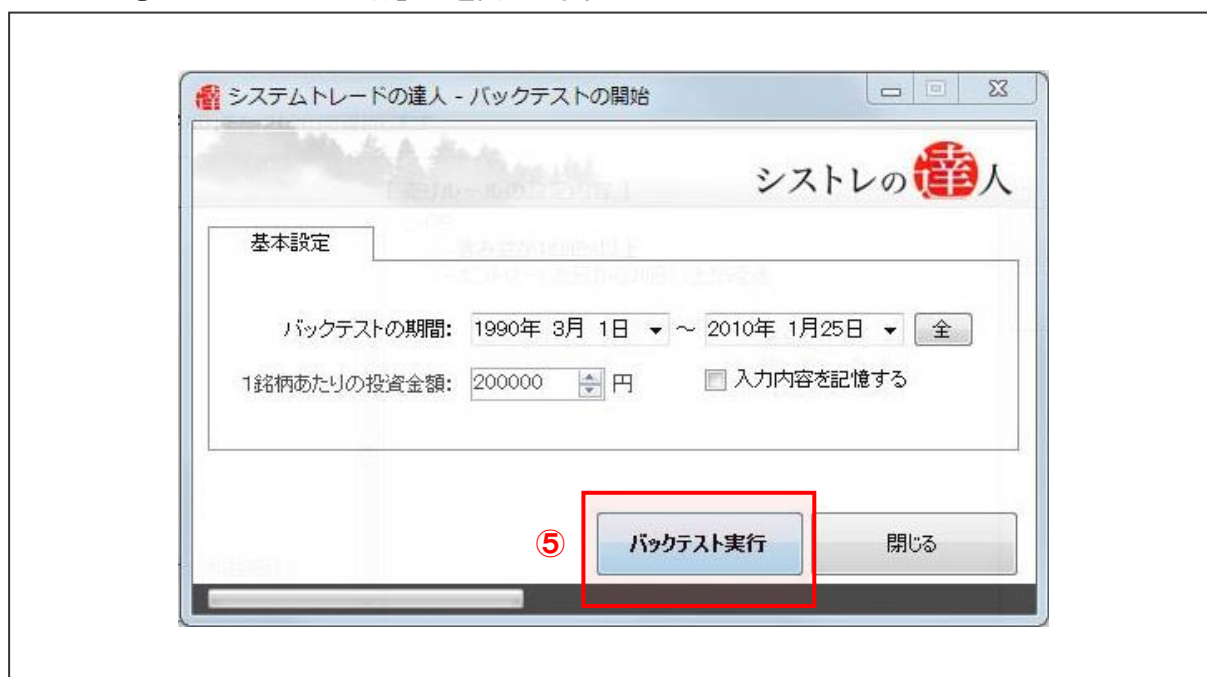 システムトレードの達人 - バックテストの開始
シストレの達人
基本設定
バックテストの期間: 1990年 3月 1日 ～ 2010年 1月25日 全
1銘柄あたりの投資金額: 200000 円 入力内容を記憶する
⑤ バックテスト実行 閉じる